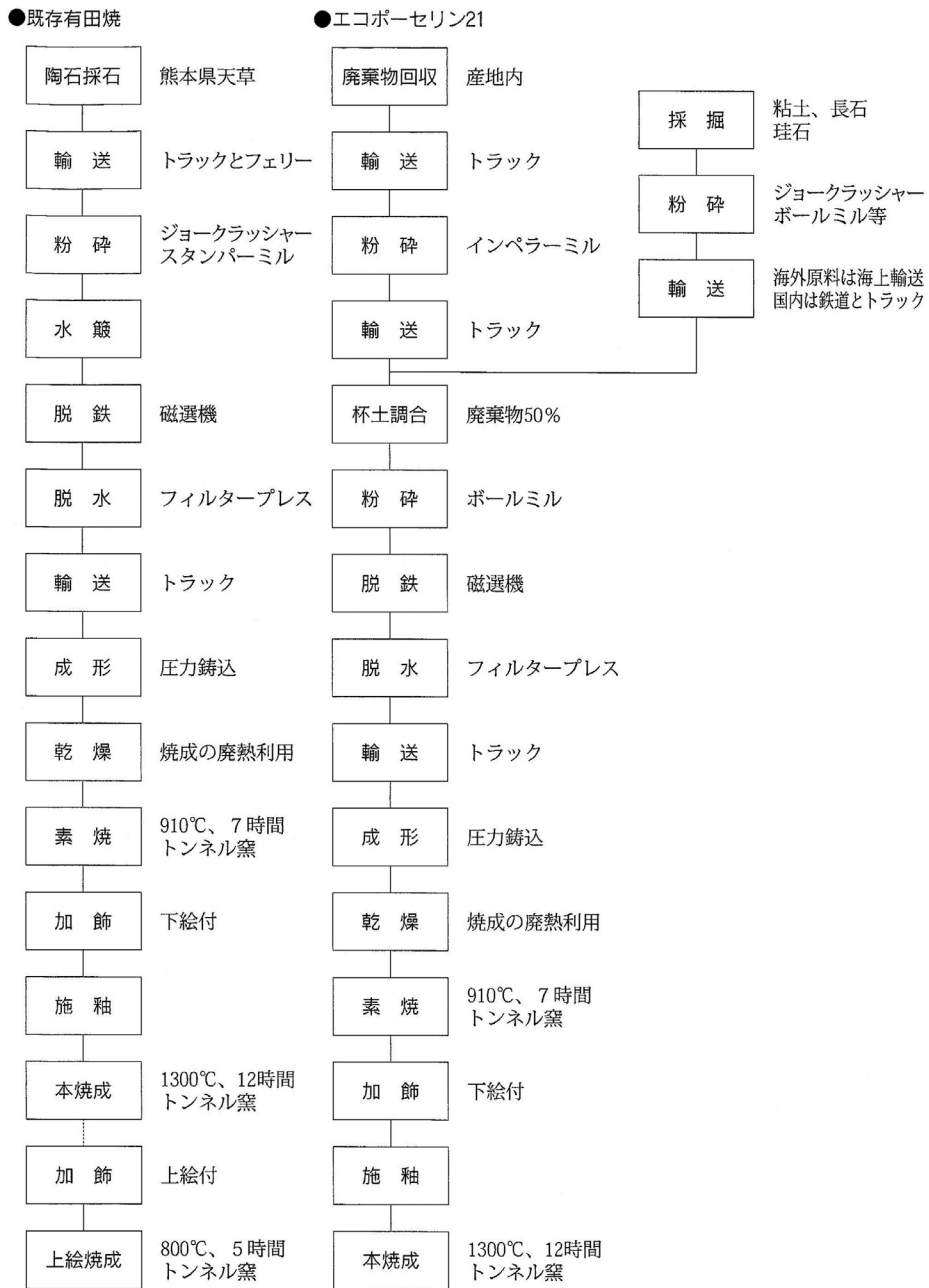 ●既存有田焼
陶石採石 熊本県天草
輸 送 トラックとフェリー
粉 砕 ジョークラッシャー
スタンパーミル
水 簸
脱 鉄 磁選機
脱 水 フィルタープレス
輸 送 トラック
成 形 圧力鋳込
乾 燥 焼成の廃熱利用
素 焼 910℃、7時間
トンネル窯
加 飾 下絵付
施 釉
本焼成 1300℃、12時間
トンネル窯
加 飾 上絵付
上絵焼成 800℃、5時間
トンネル窯
●エコポーセリン21
廃棄物回収 産地内
輸 送 トラック
粉 砕 インペラーミル
輸 送 トラック
採 掘 粘土、長石
珪石
粉 砕 ジョークラッシャー
ボールミル等
輸 送 海外原料は海上輸送
国内は鉄道とトラック
杯土調合 廃棄物50%
粉 砕 ボールミル
脱 鉄 磁選機
脱 水 フィルタープレス
輸 送 トラック
成 形 圧力鋳込
乾 燥 焼成の廃熱利用
素 焼 910℃、7時間
トンネル窯
加 飾 下絵付
施 釉
本焼成 1300℃、12時間
トンネル窯